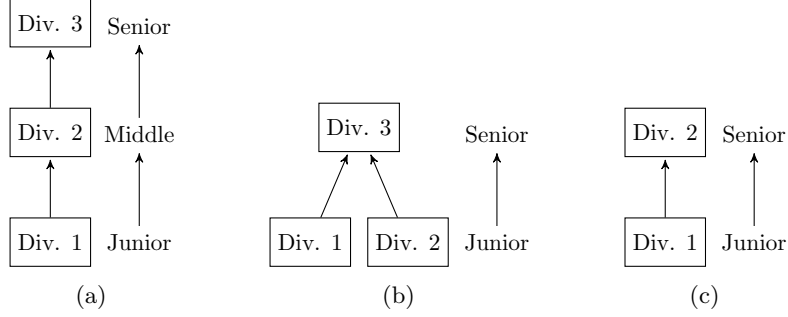 Div. 3 Senior
Div. 2 Middle
Div. 1 Junior
(a)
Div. 3 Senior
Div. 1 Div. 2 Junior
(b)
Div. 2 Senior
Div. 1 Junior
(c)